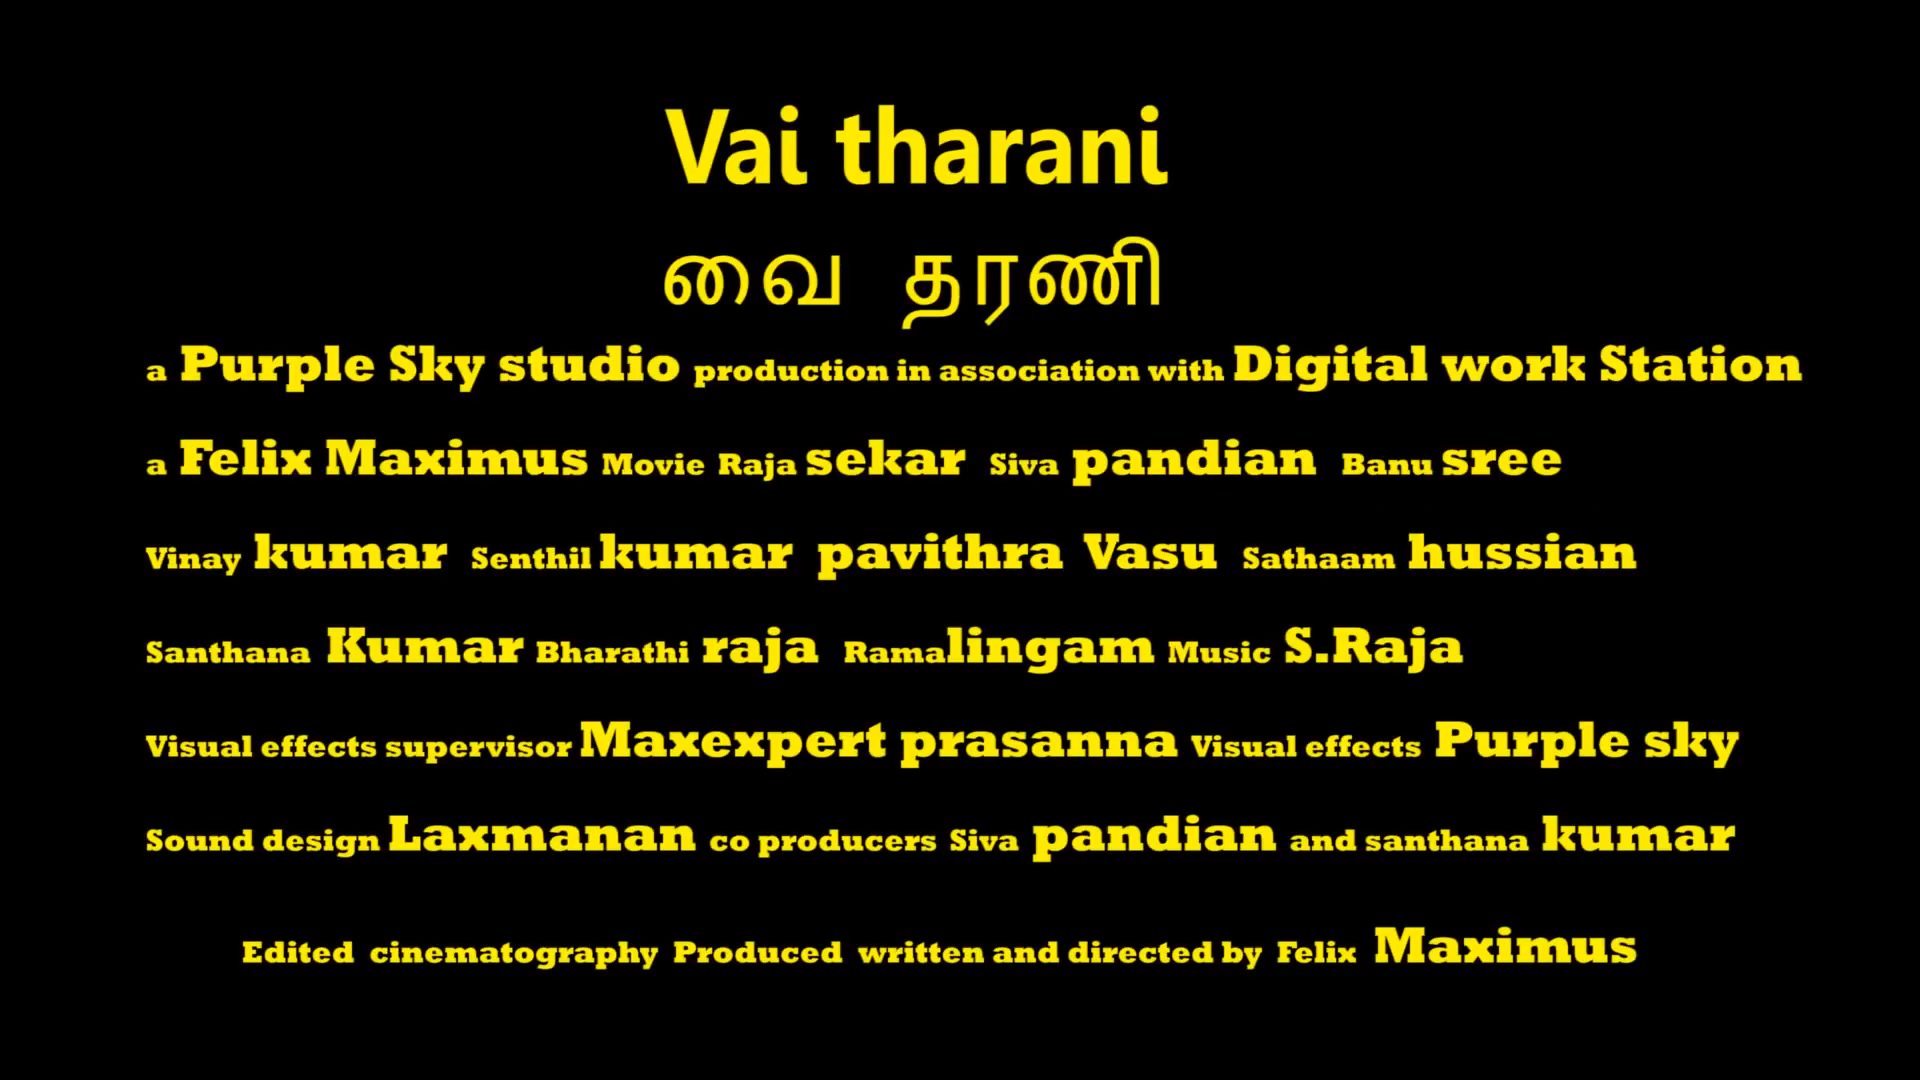 Vai tharani
வை தரணி
a Purple Sky studio production in association with Digital work Station
a Felix Maximus Movie Raja sekar Siva pandian Banu sree
Vinay kumar Senthil kumar pavithra Vasu Sathaam hussian
Santhana Kumar Bharathi raja Ramalingam Music S.Raja
Visual effects supervisor Maxexpert prasanna Visual effects Purple sky
Sound design Laxmanan co producers Siva pandian and santhana kumar
Edited cinematography Produced written and directed by Felix Maximus